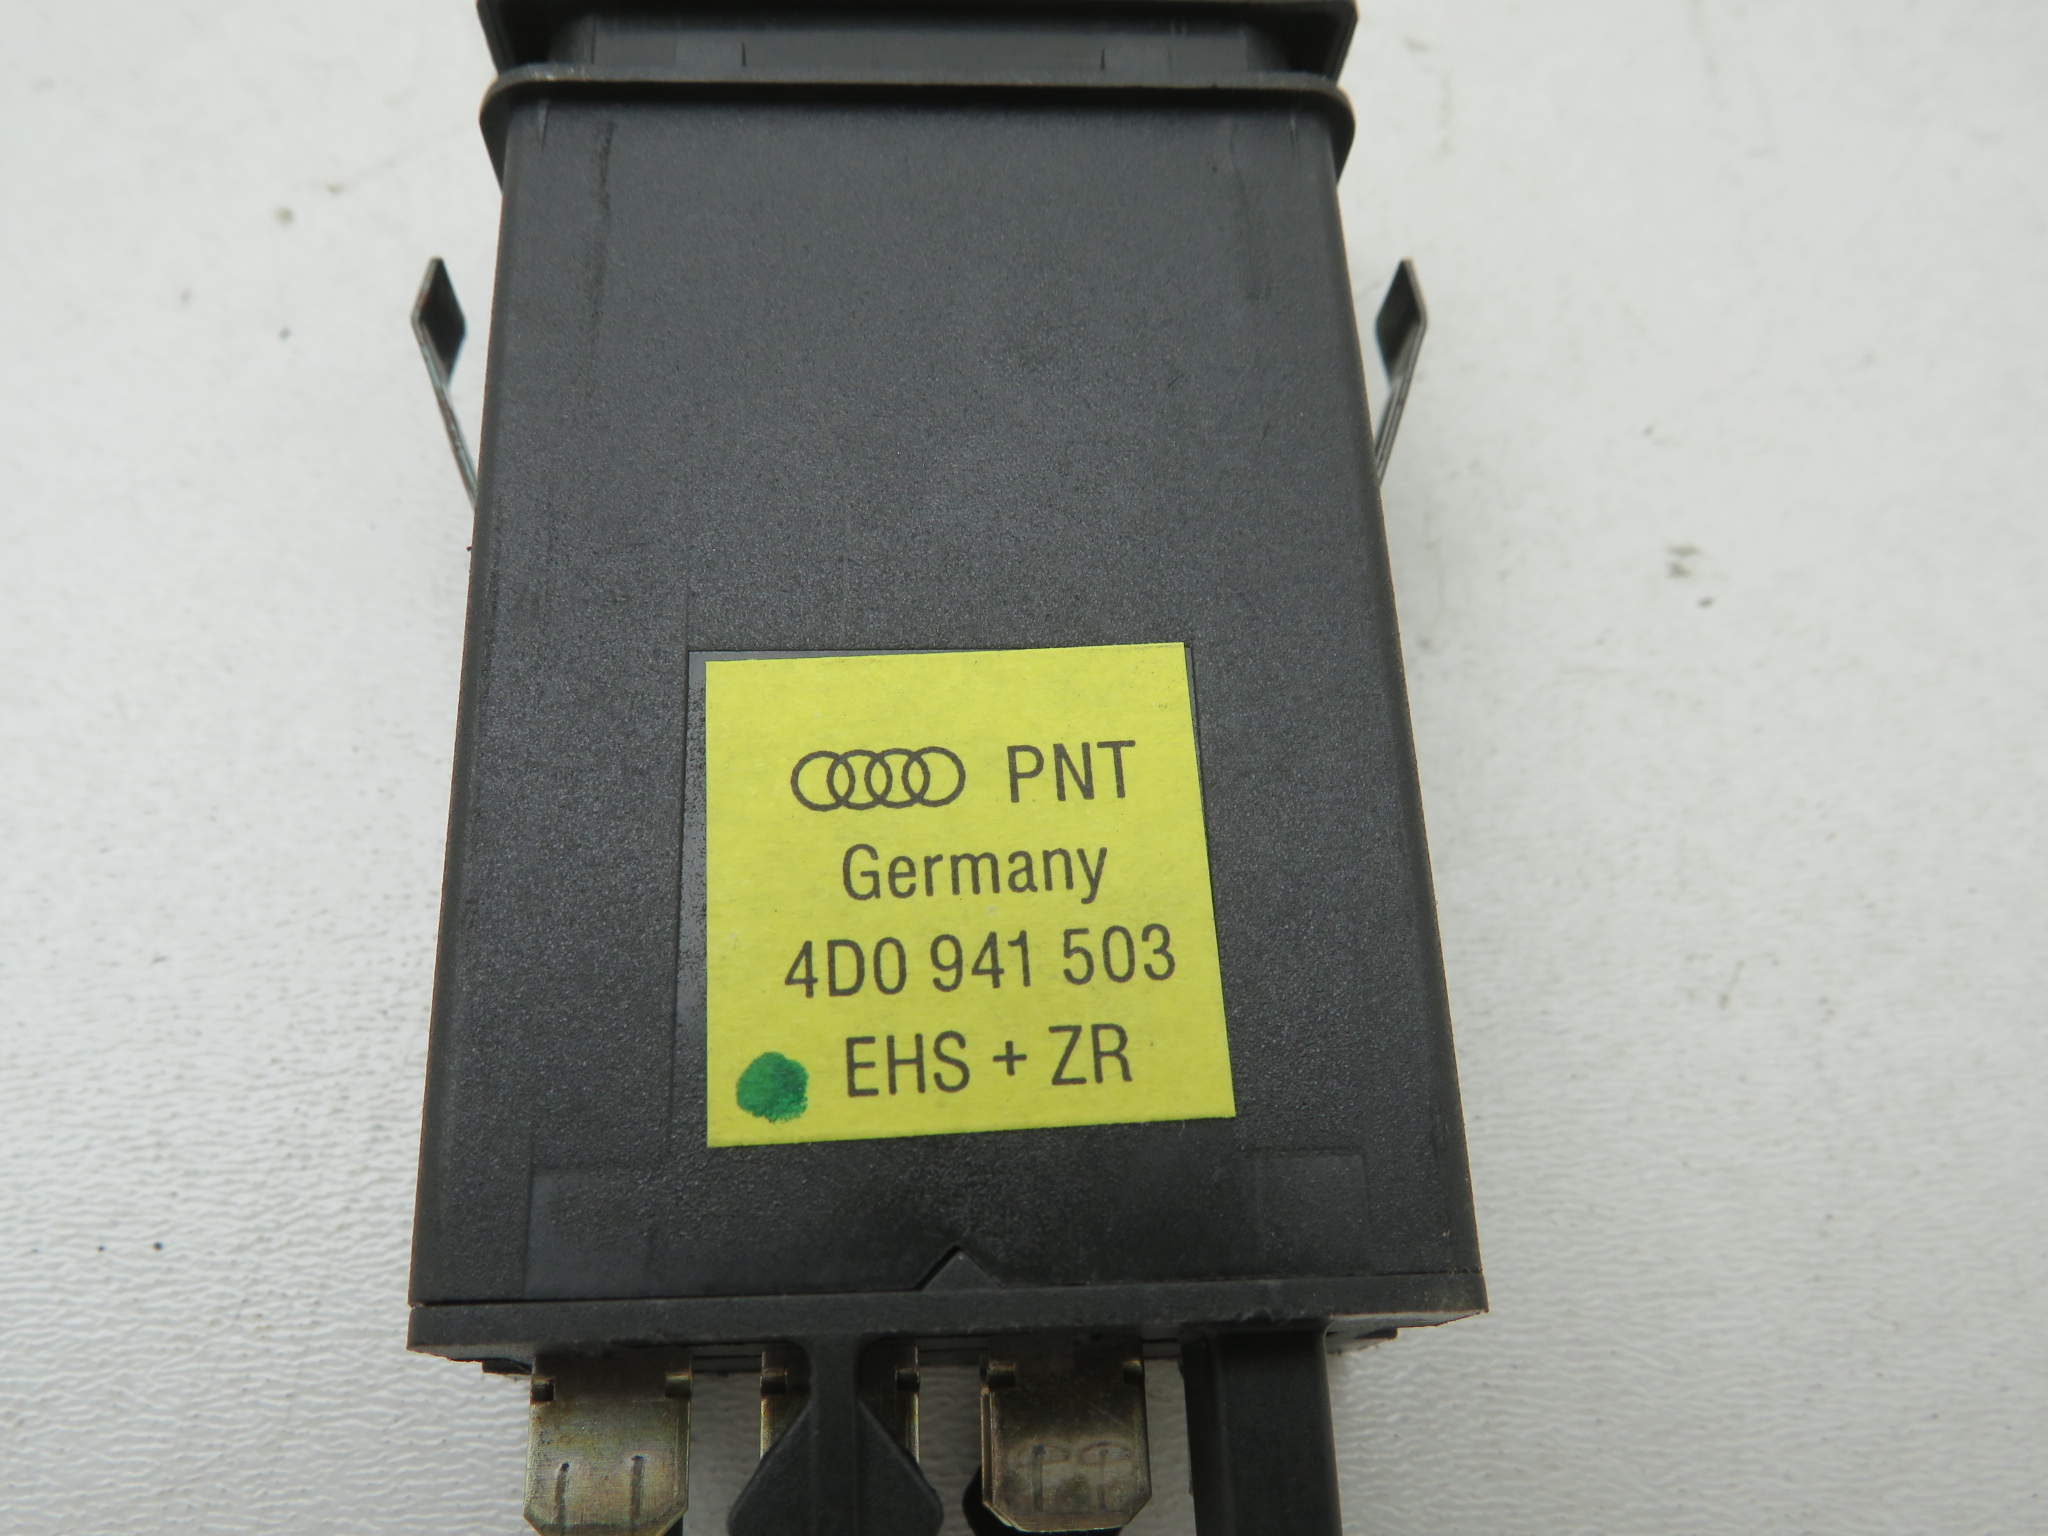 PNT
Germany
4D0 941 503
EHS + ZR